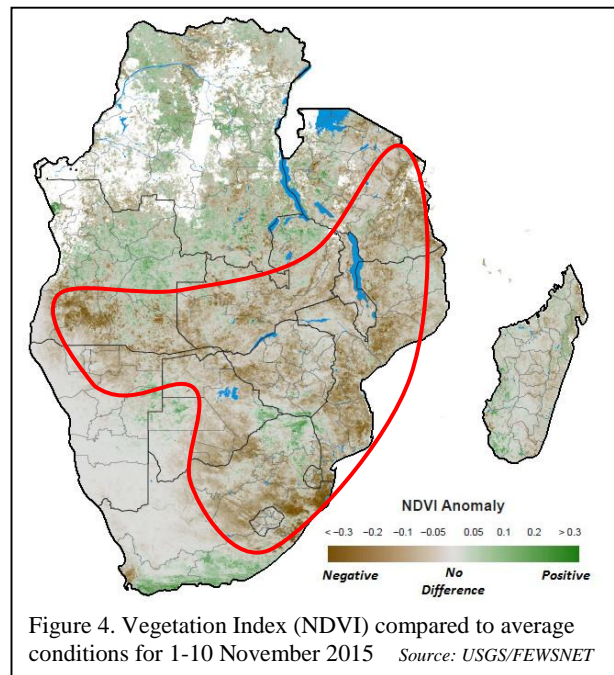 NDVI Anomaly
<−0.3 −0.2 −0.1 −0.05 0.05 0.1 0.2 >0.3
Negative No Difference Positive
Figure 4. Vegetation Index (NDVI) compared to average
conditions for 1-10 November 2015 Source: USGS/FEWSNET